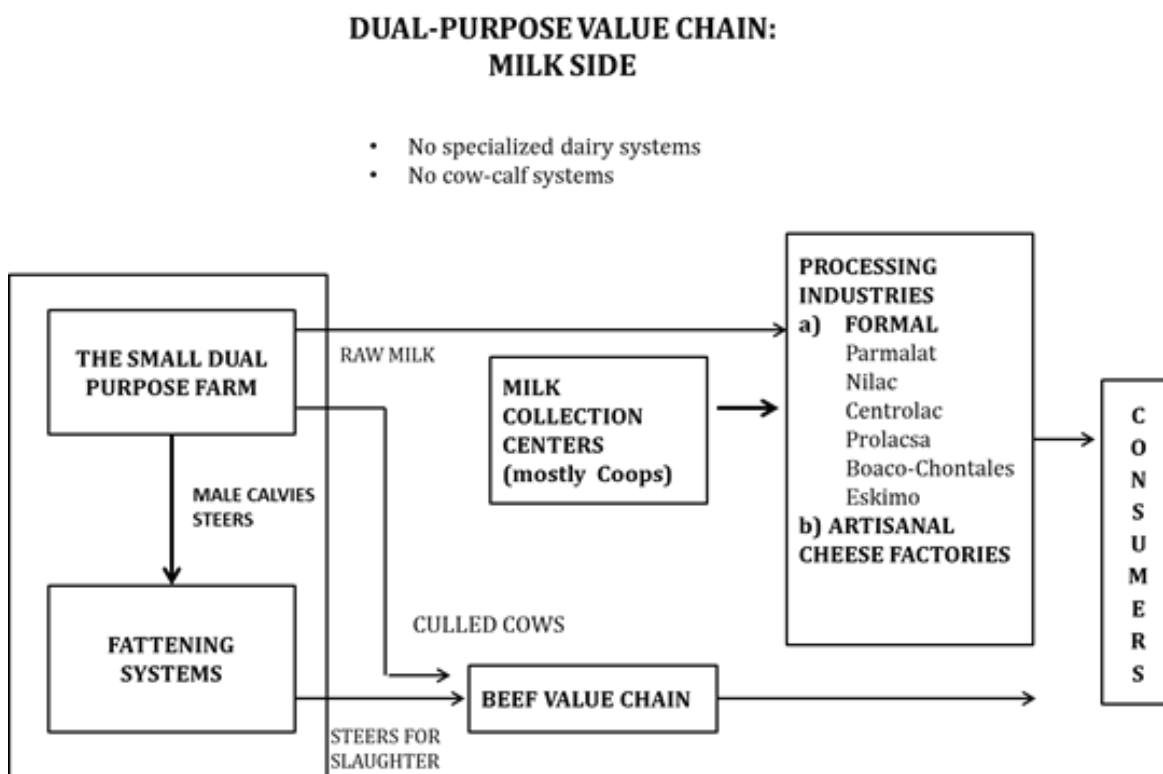 DUAL-PURPOSE VALUE CHAIN:
MILK SIDE
• No specialized dairy systems
• No cow-calf systems
THE SMALL DUAL
PURPOSE FARM
RAW MILK
MALE CALVIES
STEERS
FATTENING
SYSTEMS
STEERS FOR
SLAUGHTER
CULLED COWS
BEEF VALUE CHAIN
MILK
COLLECTION
CENTERS
(mostly Coops)
PROCESSING
INDUSTRIES
a) FORMAL
Parmalat
Nilac
Centrolac
Prolacsa
Boaco-Chontales
Eskimo
b) ARTISANAL
CHEESE FACTORIES
C
O
N
S
U
M
E
R
S